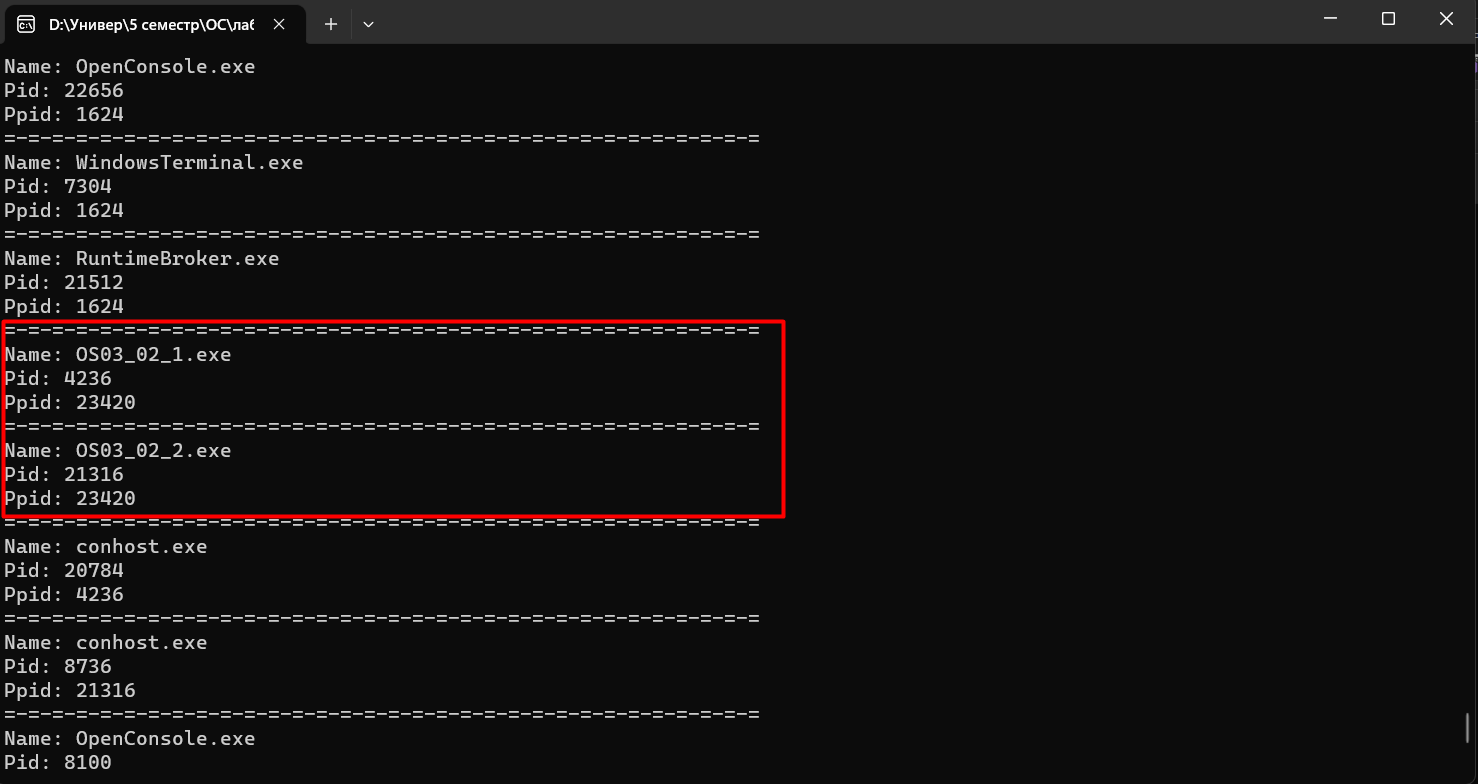 D:\Универ\5 семестр\ОС\лаб
Name: OpenConsole.exe
Pid: 22656
Ppid: 1624
=-=-=-=-=-=-=-=-=-=-=-=-=-=-=-=-=-=-=-=-=-=-=-=-=-=-=-=-=-=-=-=
Name: WindowsTerminal.exe
Pid: 7304
Ppid: 1624
=-=-=-=-=-=-=-=-=-=-=-=-=-=-=-=-=-=-=-=-=-=-=-=-=-=-=-=-=-=-=-=
Name: RuntimeBroker.exe
Pid: 21512
Ppid: 1624
=-=-=-=-=-=-=-=-=-=-=-=-=-=-=-=-=-=-=-=-=-=-=-=-=-=-=-=-=-=-=-=
Name: OS03_02_1.exe
Pid: 4236
Ppid: 23420
=-=-=-=-=-=-=-=-=-=-=-=-=-=-=-=-=-=-=-=-=-=-=-=-=-=-=-=-=-=-=-=
Name: OS03_02_2.exe
Pid: 21316
Ppid: 23420
=-=-=-=-=-=-=-=-=-=-=-=-=-=-=-=-=-=-=-=-=-=-=-=-=-=-=-=-=-=-=-=
Name: conhost.exe
Pid: 20784
Ppid: 4236
=-=-=-=-=-=-=-=-=-=-=-=-=-=-=-=-=-=-=-=-=-=-=-=-=-=-=-=-=-=-=-=
Name: conhost.exe
Pid: 8736
Ppid: 21316
=-=-=-=-=-=-=-=-=-=-=-=-=-=-=-=-=-=-=-=-=-=-=-=-=-=-=-=-=-=-=-=
Name: OpenConsole.exe
Pid: 8100